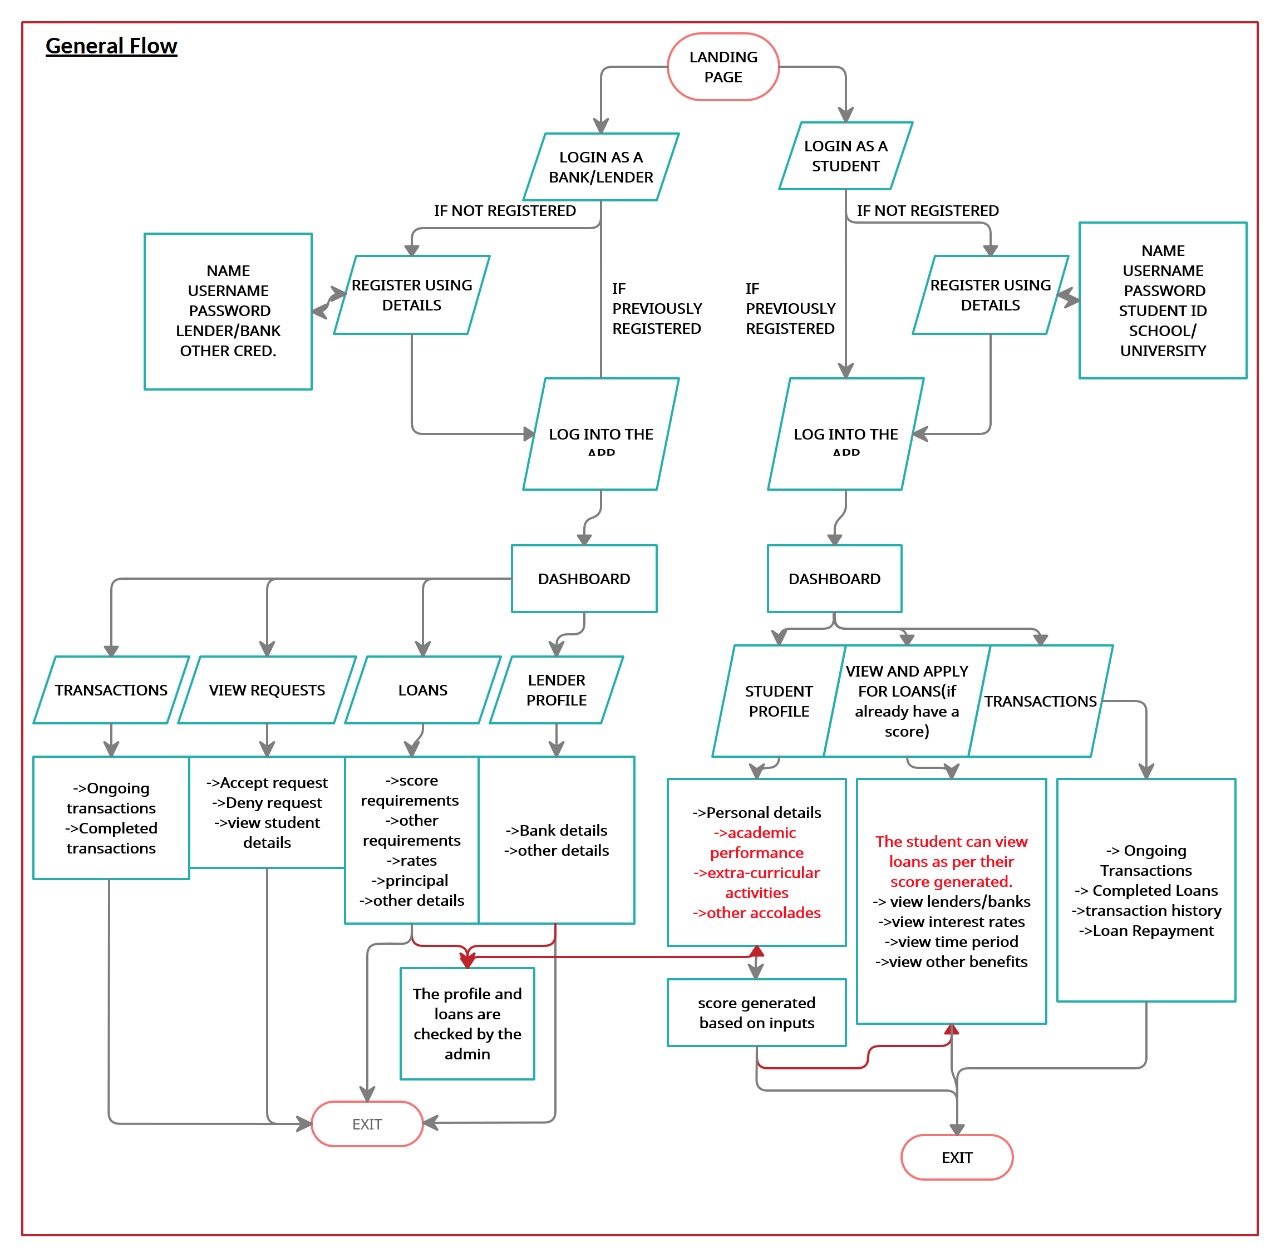 General Flow
LANDING
PAGE
LOGIN AS A
BANK/LENDER
LOGIN AS A
STUDENT
IF NOT REGISTERED
IF NOT REGISTERED
NAME
USERNAME
PASSWORD
LENDER/BANK
OTHER CRED.
REGISTER USING
DETAILS
IF
PREVIOUSLY
REGISTERED
IF
PREVIOUSLY
REGISTERED
REGISTER USING
DETAILS
NAME
USERNAME
PASSWORD
STUDENT ID
SCHOOL/
UNIVERSITY
LOG INTO THE
APP
LOG INTO THE
APP
DASHBOARD
DASHBOARD
TRANSACTIONS
VIEW REQUESTS
LOANS
LENDER
PROFILE
STUDENT
PROFILE
VIEW AND APPLY
FOR LOANS(if
already have a
score)
TRANSACTIONS
->Ongoing
transactions
->Completed
transactions
->Accept request
->Deny request
->view student
details
->score
requirements
->other
requirements
->rates
->principal
->other details
->Bank details
->other details
->Personal details
->academic
performance
->extra-curricular
activities
->other accolades
The student can view
loans as per their
score generated.
-> view lenders/banks
->view interest rates
->view time period
->view other benefits
-> Ongoing
Transactions
-> Completed Loans
->transaction history
->Loan Repayment
The profile and
loans are
checked by the
admin
score generated
based on inputs
EXIT
EXIT